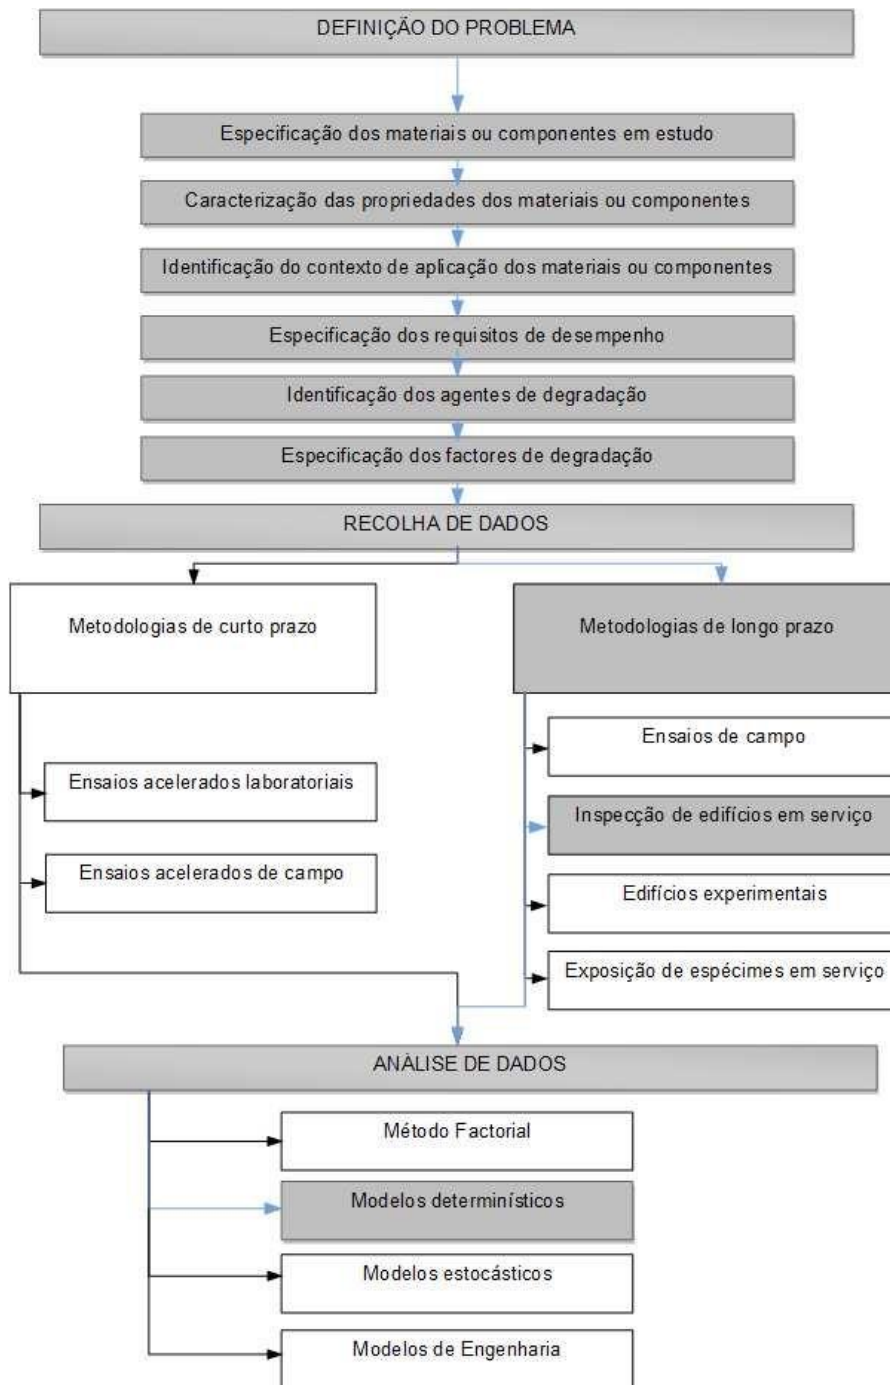 DEFINIÇÃO DO PROBLEMA
Especificação dos materiais ou componentes em estudo
Caracterização das propriedades dos materiais ou componentes
Identificação do contexto de aplicação dos materiais ou componentes
Especificação dos requisitos de desempenho
Identificação dos agentes de degradação
Especificação dos factores de degradação
RECOLHA DE DADOS
Metodologias de curto prazo
Ensaios acelerados laboratoriais
Ensaios acelerados de campo
Metodologias de longo prazo
Ensaios de campo
Inspecção de edifícios em serviço
Edifícios experimentais
Exposição de espécimes em serviço
ANÀLISE DE DADOS
Método Factorial
Modelos determinísticos
Modelos estocásticos
Modelos de Engenharia